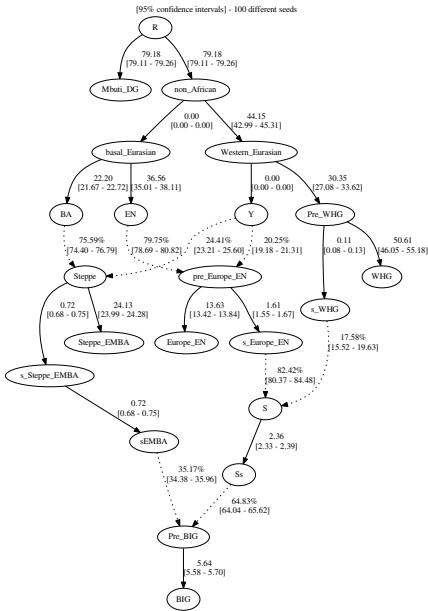 [95% confidence intervals] - 100 different seeds
R
79.18
[79.11 - 79.26]
79.18
[79.11 - 79.26]
Mbuti_DG
non_African
0.00
[0.00 - 0.00]
44.15
[42.99 - 45.31]
basal_Eurasian
Western_Eurasian
22.20
[21.67 - 22.72]
36.56
[35.01 - 38.11]
0.00
[0.00 - 0.00]
30.35
[27.08 - 33.62]
BA
EN
Y
Pre_WHG
75.59%
[74.40 - 76.79]
79.75%
[78.69 - 80.82]
24.41%
[23.21 - 25.60]
20.25%
[19.18 - 21.31]
0.11
[0.08 - 0.13]
50.61
[46.05 - 55.18]
Steppe
pre_Europe_EN
WHG
0.72
[0.68 - 0.75]
24.13
[23.99 - 24.28]
13.63
[13.42 - 13.84]
1.61
[1.55 - 1.67]
s_WHG
Steppe_EMBA
Europe_EN
s_Europe_EN
17.58%
[15.52 - 19.63]
s_Steppe_EMBA
82.42%
[80.37 - 84.48]
0.72
[0.68 - 0.75]
S
2.36
[2.33 - 2.39]
sEMBA
35.17%
[34.38 - 35.96]
Ss
64.83%
[64.04 - 65.62]
Pre_BIG
5.64
[5.58 - 5.70]
BIG